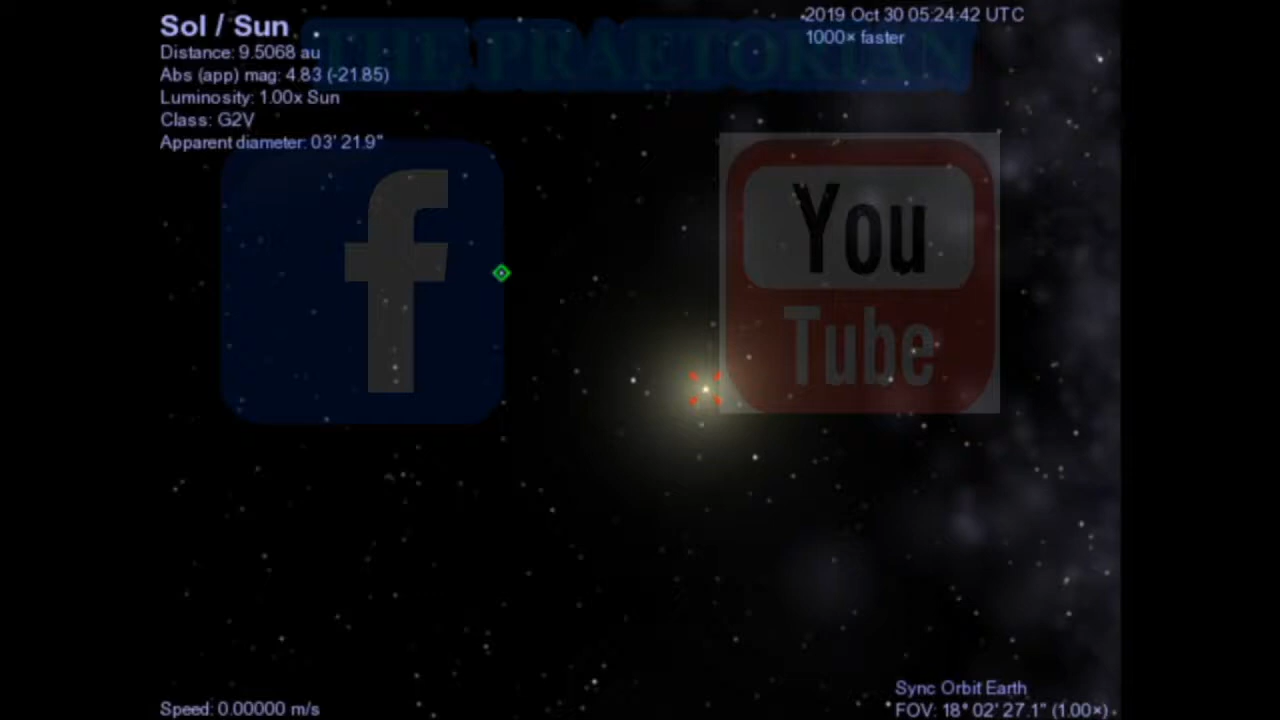 Sol / Sun
Distance: 9.5068 au
Abs (app) mag: 4.83 (-21.85)
Luminosity: 1.00x Sun
Class: G2V
Apparent diameter: 03' 21.9"
2019 Oct 30 05:24:42 UTC
1000× faster
THE PRAETORIAN
f
You
Tube
Speed: 0.00000 m/s
Sync Orbit Earth
FOV: 18° 02' 27.1" (1.00×)